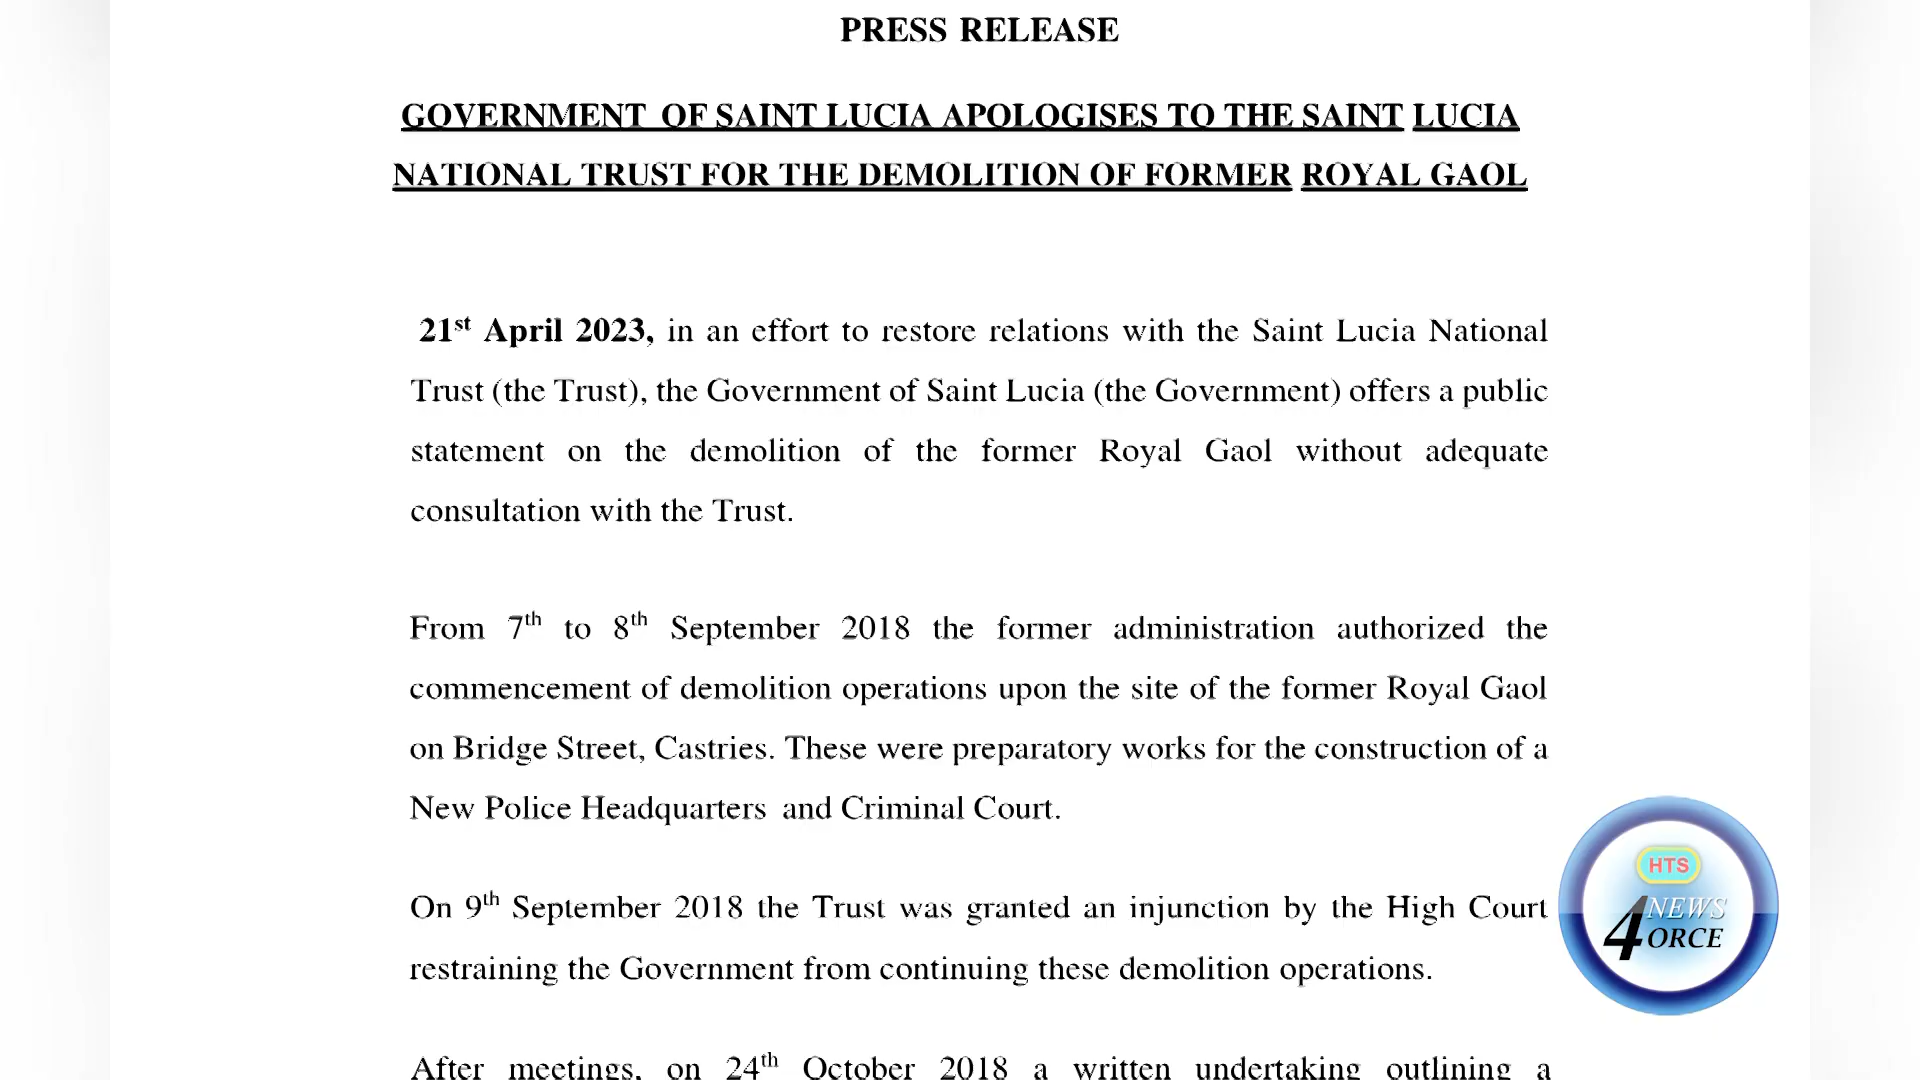 PRESS RELEASE
GOVERNMENT OF SAINT LUCIA APOLOGISES TO THE SAINT LUCIA
NATIONAL TRUST FOR THE DEMOLITION OF FORMER ROYAL GAOL
21st April 2023, in an effort to restore relations with the Saint Lucia National
Trust (the Trust), the Government of Saint Lucia (the Government) offers a public
statement on the demolition of the former Royal Gaol without adequate
consultation with the Trust.
From 7th to 8th September 2018 the former administration authorized the
commencement of demolition operations upon the site of the former Royal Gaol
on Bridge Street, Castries. These were preparatory works for the construction of a
New Police Headquarters and Criminal Court.
On 9th September 2018 the Trust was granted an injunction by the High Court
restraining the Government from continuing these demolition operations.
After meetings, on 24th October 2018 a written undertaking outlining a
HTS
NEWS
4ORCE